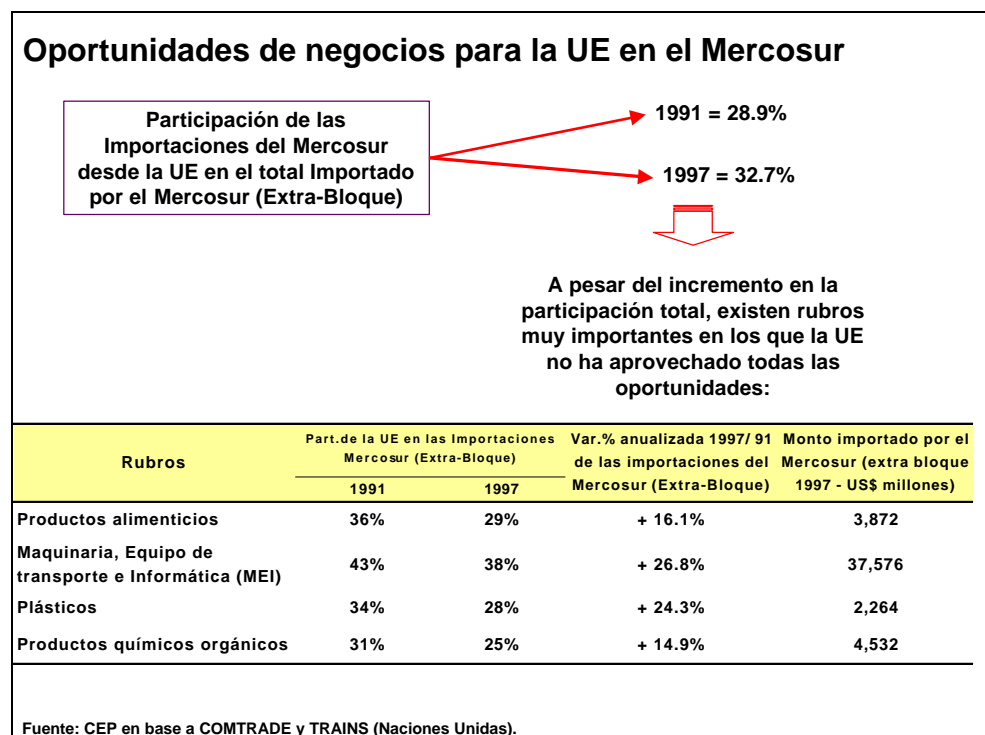 Oportunidades de negocios para la UE en el Mercosur
Participación de las
Importaciones del Mercosur
desde la UE en el total Importado
por el Mercosur (Extra-Bloque)
1991 = 28.9%
1997 = 32.7%
A pesar del incremento en la
participación total, existen rubros
muy importantes en los que la UE
no ha aprovechado todas las
oportunidades:
Rubros
Part.de la UE en las Importaciones
Mercosur (Extra-Bloque)
1991 1997
Var.% anualizada 1997/ 91
de las importaciones del
Mercosur (Extra-Bloque)
Monto importado por el
Mercosur (extra bloque
1997 - US$ millones)
Productos alimenticios 36% 29% + 16.1% 3,872
Maquinaria, Equipo de
transporte e Informática (MEI) 43% 38% + 26.8% 37,576
Plásticos 34% 28% + 24.3% 2,264
Productos químicos orgánicos 31% 25% + 14.9% 4,532
Fuente: CEP en base a COMTRADE y TRAINS (Naciones Unidas).